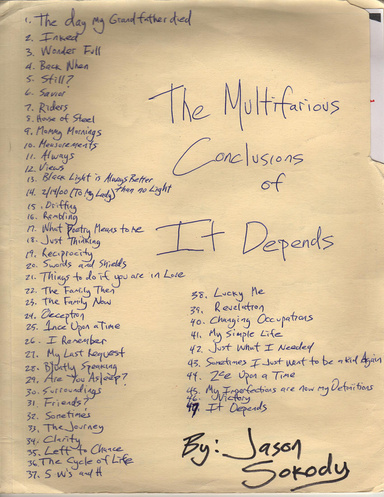 1. The day my Grandfather died
2. Inked
3. Wonder Full
4. Back When
5. Still?
6. Savior
7. Riders
8. House of Steel
9. Mommy Mornings
10. Measurements
11. Always
12. Views
13. Black Light is Always Better
than no Light
14. 2/14/00 (To My Lady)
15. Drifting
16. Rambling
17. What Poetry Means to Me
18. Just Thinking
19. Reciprocity
20. Swords and Shields
21. Things to do if you are in Love
22. The Family Then
23. The Family Now
24. Deception
25. 1nce Upon a Time
26. I Remember
27. My Last Request
28. Bluntly Speaking
29. Are You Asleep?
30. Surroundings
31. Friends?
32. Sometimes
33. The Journey
34. Clarity
35. Left to Chance
36. The Cycle of Life
37. 5 W's and H
The Multifarious
Conclusions
of
It Depends
38. Lucky Me
39. Revelation
40. Changing Occupations
41. My Simple Life
42. Just What I Needed
43. Sometimes I Just Want to be a Kid Again
44. 2ce Upon a Time
45. My Imperfections are now My Definitions
46. Victory
47. It Depends
By: Jason
Sokody